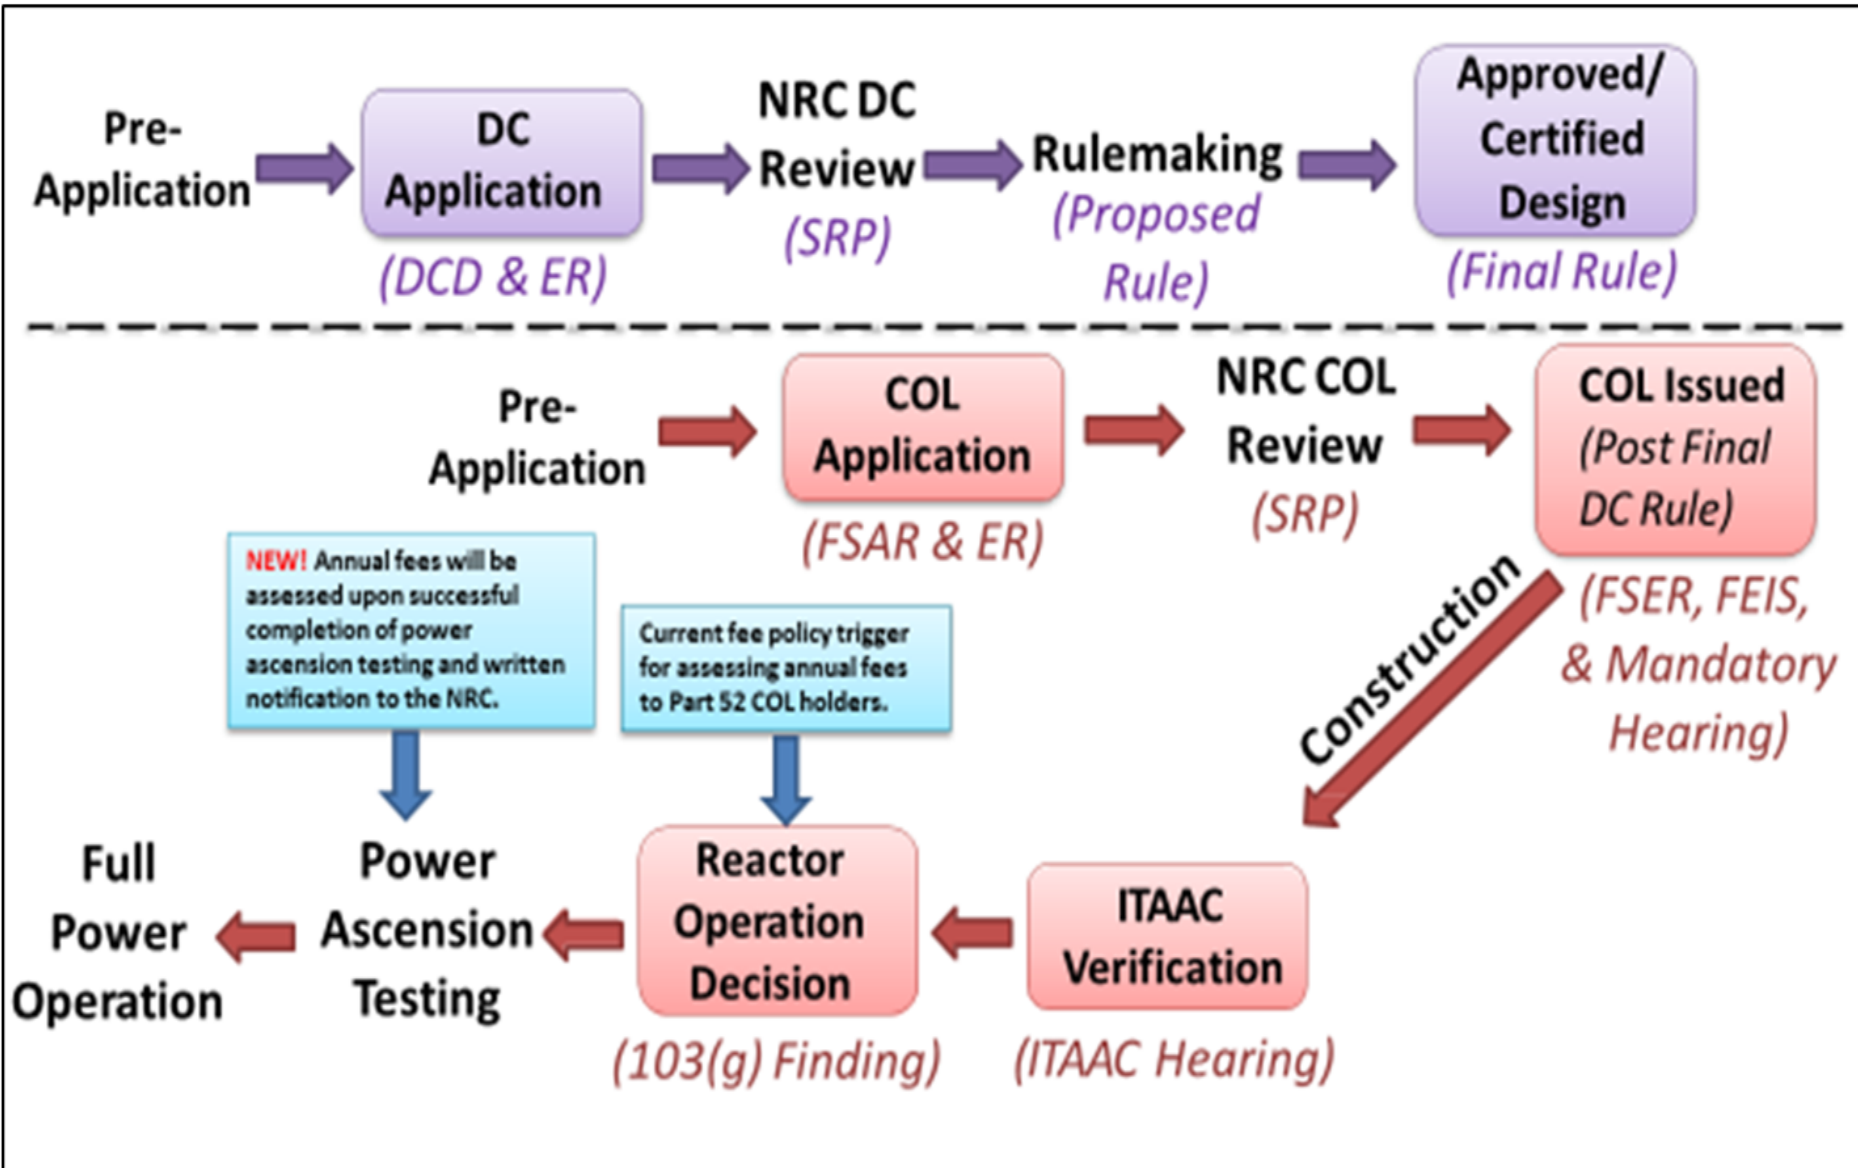 Pre-
Application
DC
Application
(DCD & ER)
NRC DC
Review
(SRP)
Rulemaking
(Proposed
Rule)
Approved/
Certified
Design
(Final Rule)
Pre-
Application
COL
Application
(FSAR & ER)
NRC COL
Review
(SRP)
COL Issued
(Post Final
DC Rule)
(FSER, FEIS,
& Mandatory
Hearing)
Construction
NEW! Annual fees will be
assessed upon successful
completion of power
ascension testing and written
notification to the NRC.
Current fee policy trigger
for assessing annual fees
to Part 52 COL holders.
ITAAC
Verification
(ITAAC Hearing)
Reactor
Operation
Decision
(103(g) Finding)
Power
Ascension
Testing
Full
Power
Operation